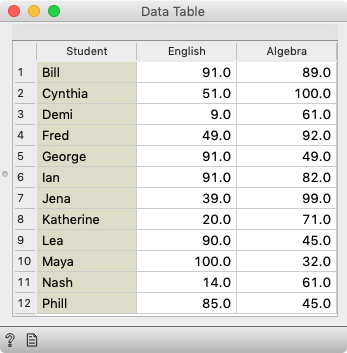 Data Table
Student English Algebra
1 Bill 91.0 89.0
2 Cynthia 51.0 100.0
3 Demi 9.0 61.0
4 Fred 49.0 92.0
5 George 91.0 49.0
6 Ian 91.0 82.0
7 Jena 39.0 99.0
8 Katherine 20.0 71.0
9 Lea 90.0 45.0
10 Maya 100.0 32.0
11 Nash 14.0 61.0
12 Phill 85.0 45.0
?